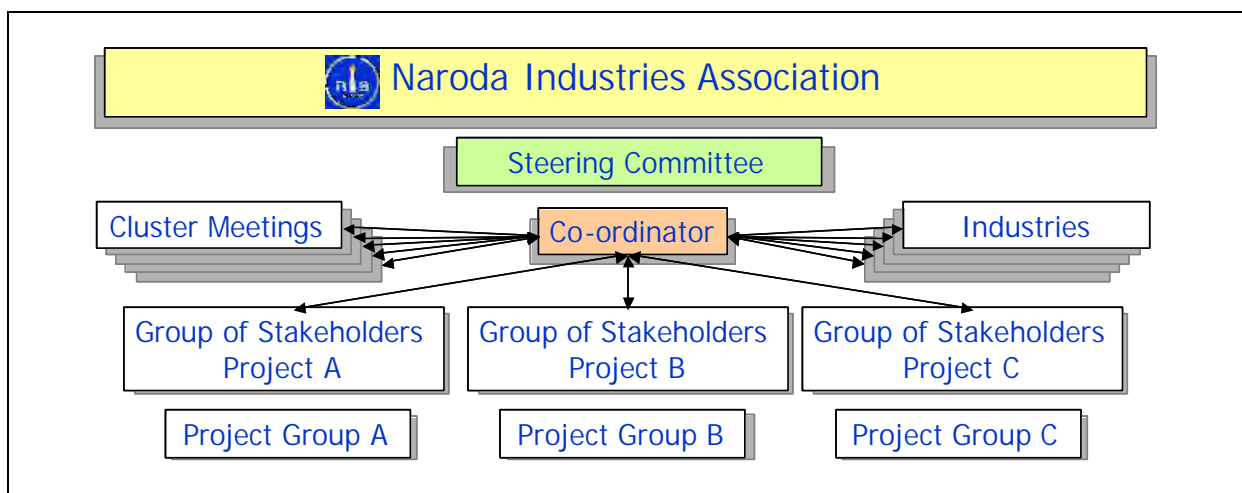 nia
Naroda Industries Association
Steering Committee
Cluster Meetings
Co-ordinator
Industries
Group of Stakeholders
Project A
Group of Stakeholders
Project B
Group of Stakeholders
Project C
Project Group A
Project Group B
Project Group C